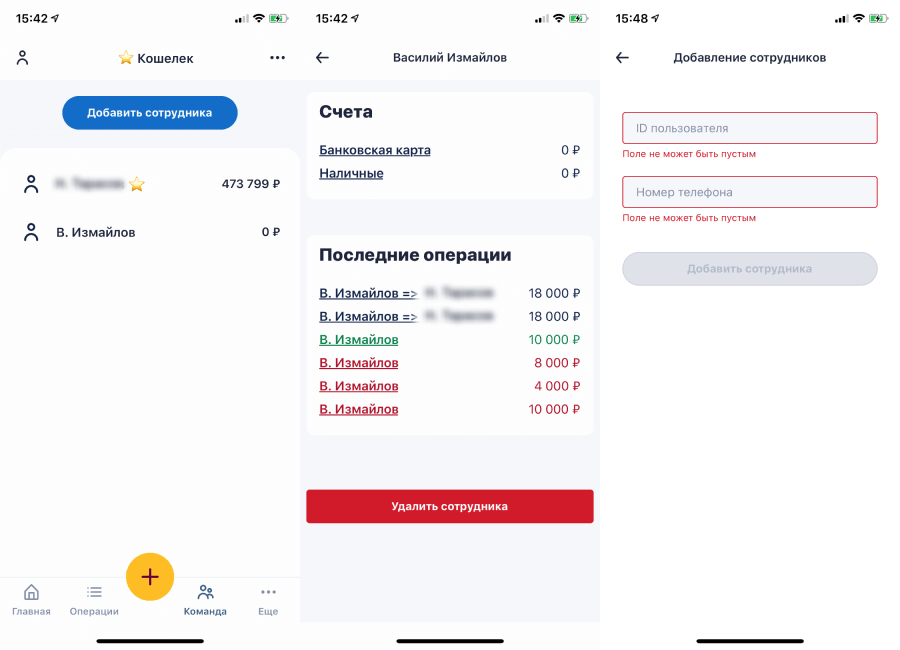 15:42
Кошелек
Добавить сотрудника
473 799 ₽
В. Измайлов 0 ₽
Главная Операции Команда Еще
15:42
Василий Измайлов
Счета
Банковская карта 0 ₽
Наличные 0 ₽
Последние операции
В. Измайлов => 18 000 ₽
В. Измайлов => 18 000 ₽
В. Измайлов 10 000 ₽
В. Измайлов 8 000 ₽
В. Измайлов 4 000 ₽
В. Измайлов 10 000 ₽
Удалить сотрудника
15:48
Добавление сотрудников
ID пользователя
Поле не может быть пустым
Номер телефона
Поле не может быть пустым
Добавить сотрудника